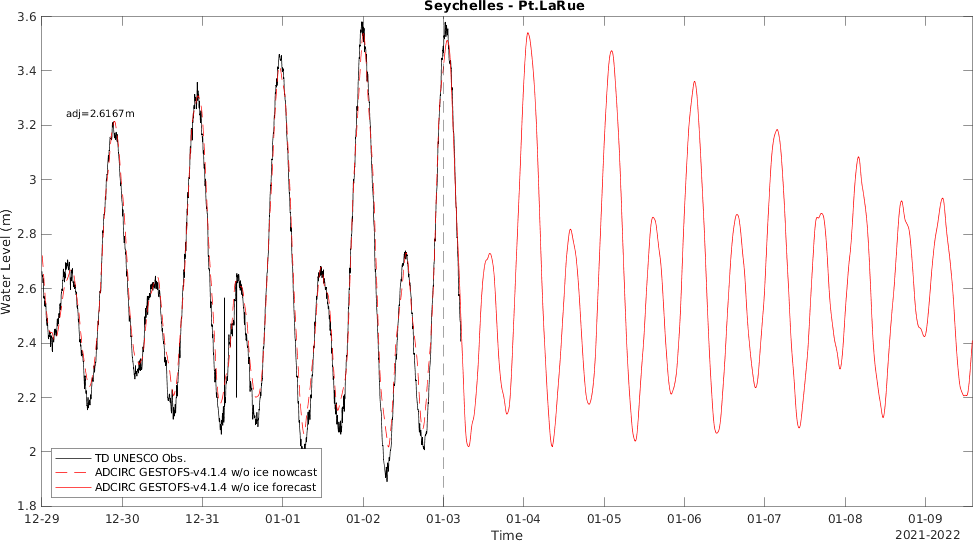 Seychelles - Pt.LaRue
3.6
3.4
3.2
3
2.8
2.6
2.4
2.2
2
1.8
Water Level (m)
adj=2.6167m
TD UNESCO Obs.
ADCIRC GESTOFS-v4.1.4 w/o ice nowcast
ADCIRC GESTOFS-v4.1.4 w/o ice forecast
12-29 12-30 12-31 01-01 01-02 01-03 01-04 01-05 01-06 01-07 01-08 01-09
Time
2021-2022